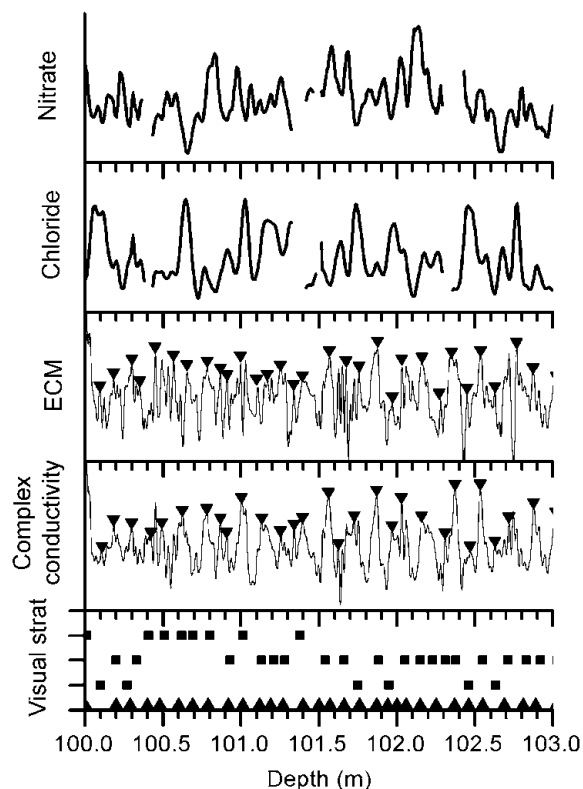 Nitrate
Chloride
ECM
Complex
conductivity
Visual strat
100.0 100.5 101.0 101.5 102.0 102.5 103.0
Depth (m)